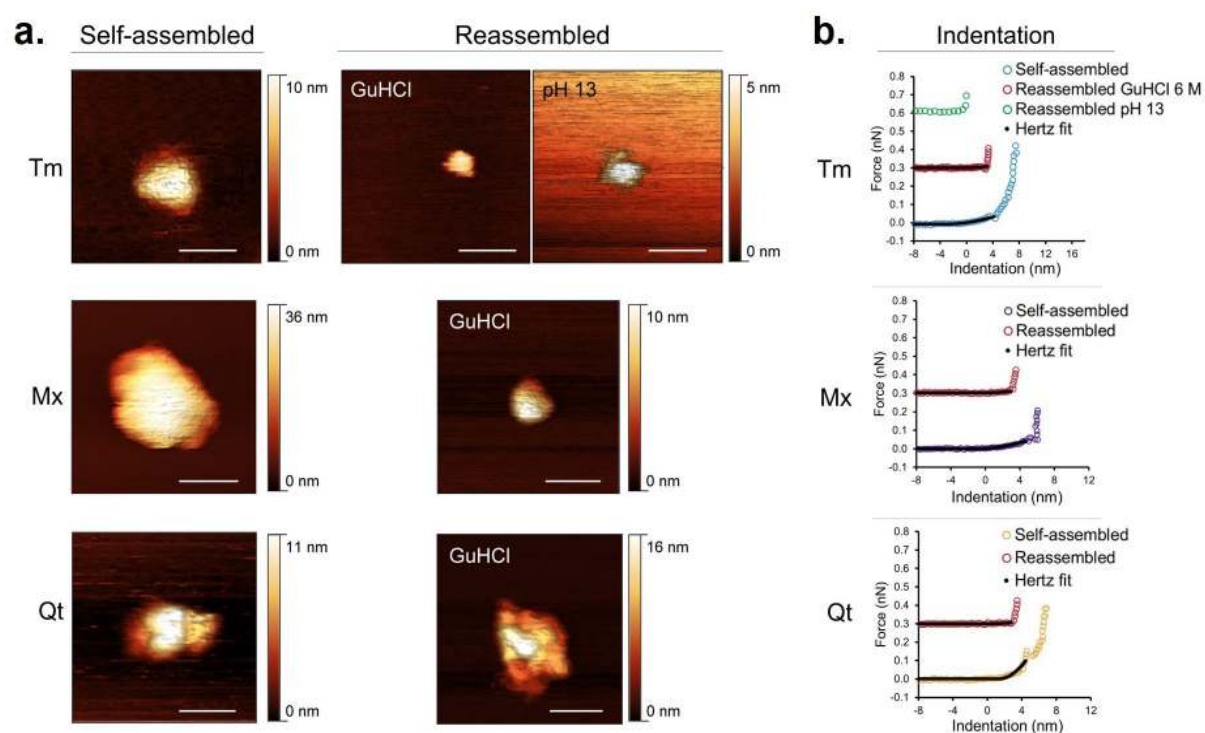 a.
Self-assembled
Reassembled
Tm
10 nm
0 nm
GuHCl
pH 13
5 nm
0 nm
Mx
36 nm
0 nm
GuHCl
10 nm
0 nm
Qt
11 nm
0 nm
GuHCl
16 nm
0 nm
b.
Indentation
Tm
Self-assembled
Reassembled GuHCl 6 M
Reassembled pH 13
Hertz fit
Force (nN)
0.8
0.7
0.6
0.5
0.4
0.3
0.2
0.1
0.0
-0.1
-8 -4 0 4 8 12 16
Indentation (nm)
Mx
Self-assembled
Reassembled
Hertz fit
Force (nN)
0.8
0.7
0.6
0.5
0.4
0.3
0.2
0.1
0.0
-0.1
-8 -4 0 4 8 12
Indentation (nm)
Qt
Self-assembled
Reassembled
Hertz fit
Force (nN)
0.8
0.7
0.6
0.5
0.4
0.3
0.2
0.1
0.0
-0.1
-8 -4 0 4 8 12
Indentation (nm)